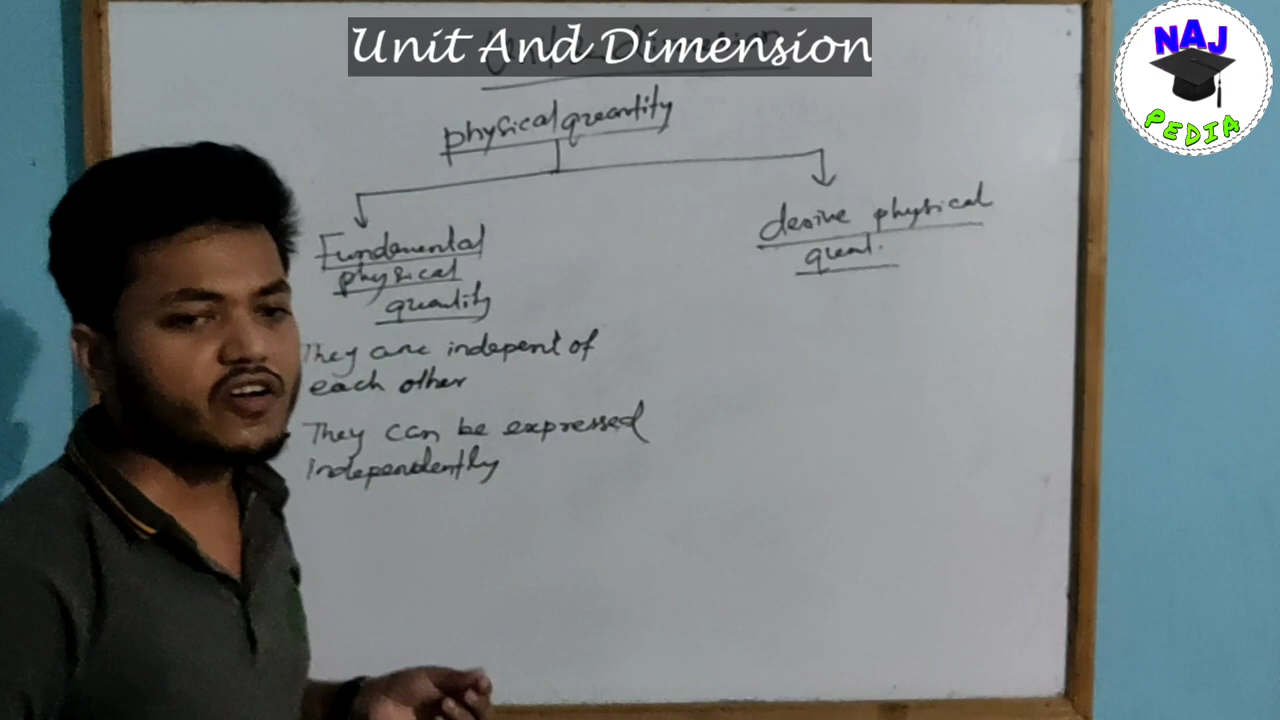 Unit And Dimension
NAJ
PEDIA
physical quantity
Fundamental
physical
quantity
derive physical
quant.
They are indepent of
each other
They can be expressed
independently